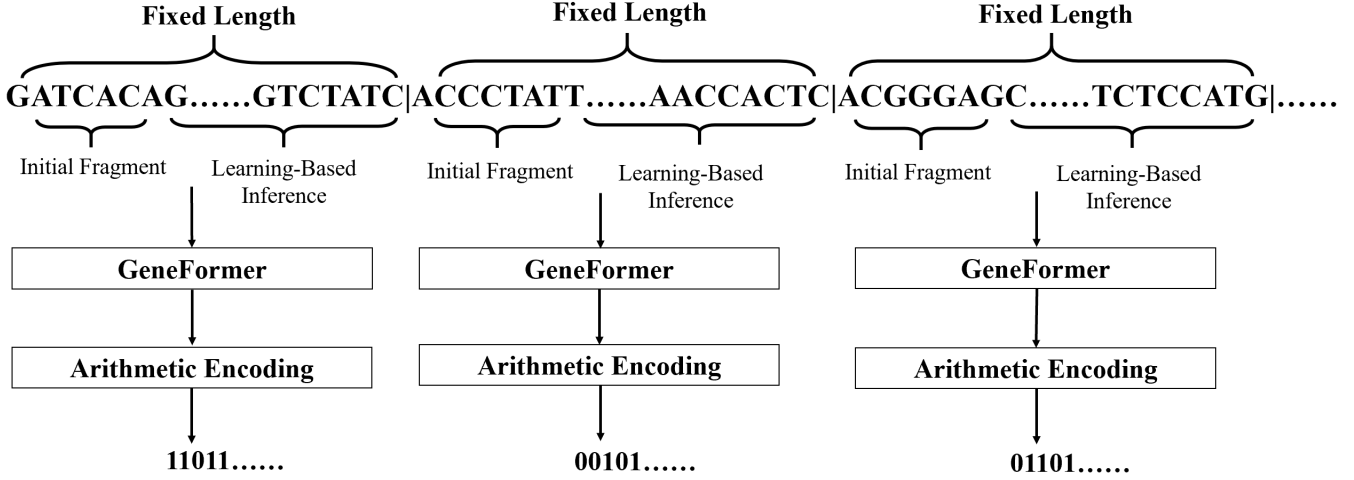 Fixed Length Fixed Length Fixed Length
GATCACAG......GTCTATC|ACCCTATT......AACCACTC|ACGGGAGC......TCTCCATG|......
Initial Fragment Learning-Based Initial Fragment Learning-Based Initial Fragment Learning-Based
Inference Inference Inference
GeneFormer GeneFormer GeneFormer
Arithmetic Encoding Arithmetic Encoding Arithmetic Encoding
11011...... 00101...... 01101......